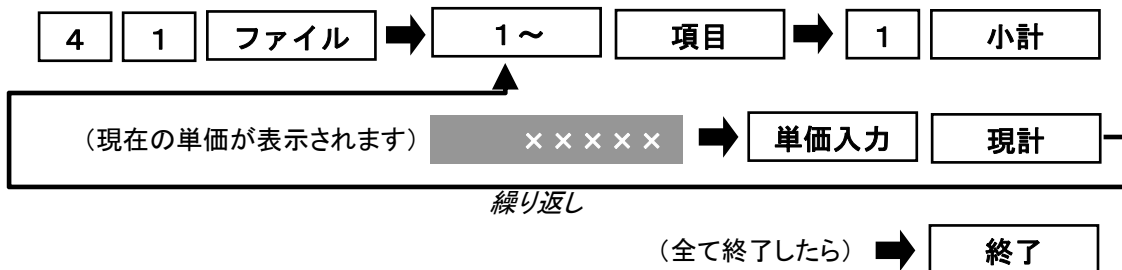 4 1 ファイル 1~ 項目 1 小計
(現在の単価が表示されます) ××××× 単価入力 現計
繰り返し
(全て終了したら) 終了